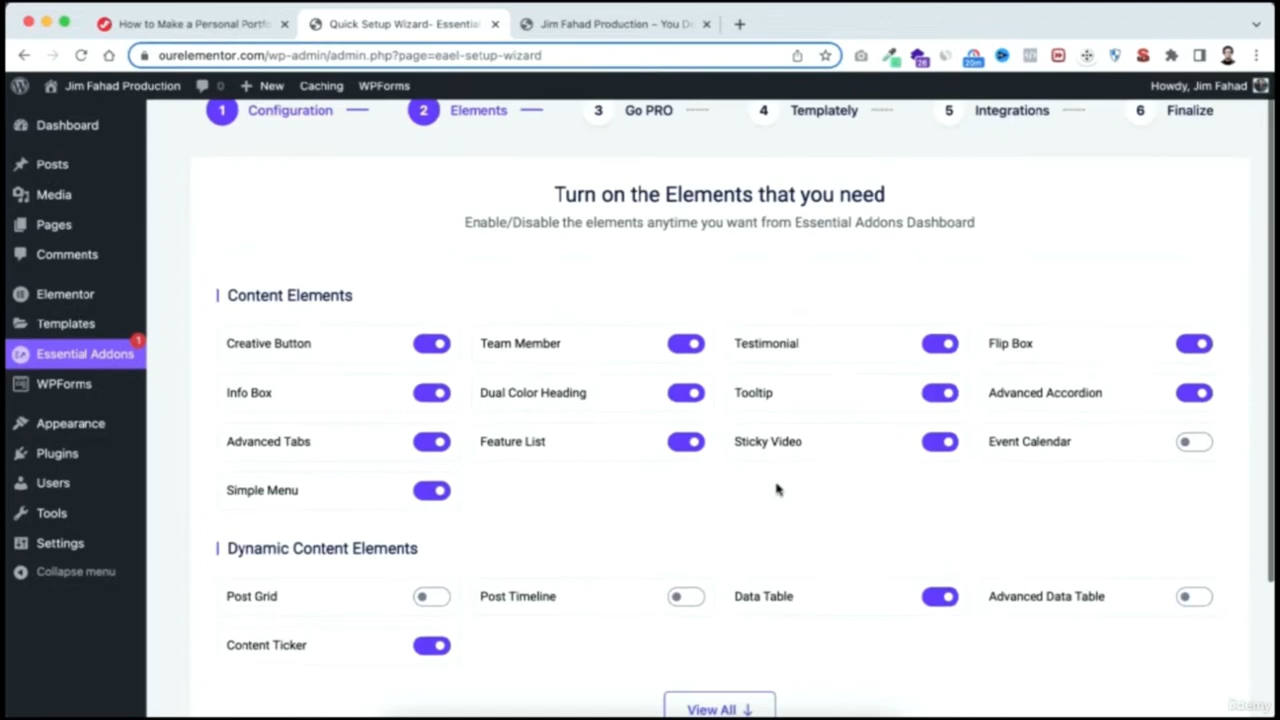 How to Make a Personal Portfo
Quick Setup Wizard- Essential
Jim Fahad Production – You De
ourelementor.com/wp-admin/admin.php?page=eael-setup-wizard
26
20m
Jim Fahad Production
0
New
Caching
WPForms
Howdy, Jim Fahad
Dashboard
Posts
Media
Pages
Comments
Elementor
Templates
Essential Addons
1
WPForms
Appearance
Plugins
Users
Tools
Settings
Collapse menu
1 Configuration
2 Elements
3 Go PRO
4 Templately
5 Integrations
6 Finalize
Turn on the Elements that you need
Enable/Disable the elements anytime you want from Essential Addons Dashboard
Content Elements
Creative Button Team Member Testimonial Flip Box
Info Box Dual Color Heading Tooltip Advanced Accordion
Advanced Tabs Feature List Sticky Video Event Calendar
Simple Menu
Dynamic Content Elements
Post Grid Post Timeline Data Table Advanced Data Table
Content Ticker
View All ↓
Udemy